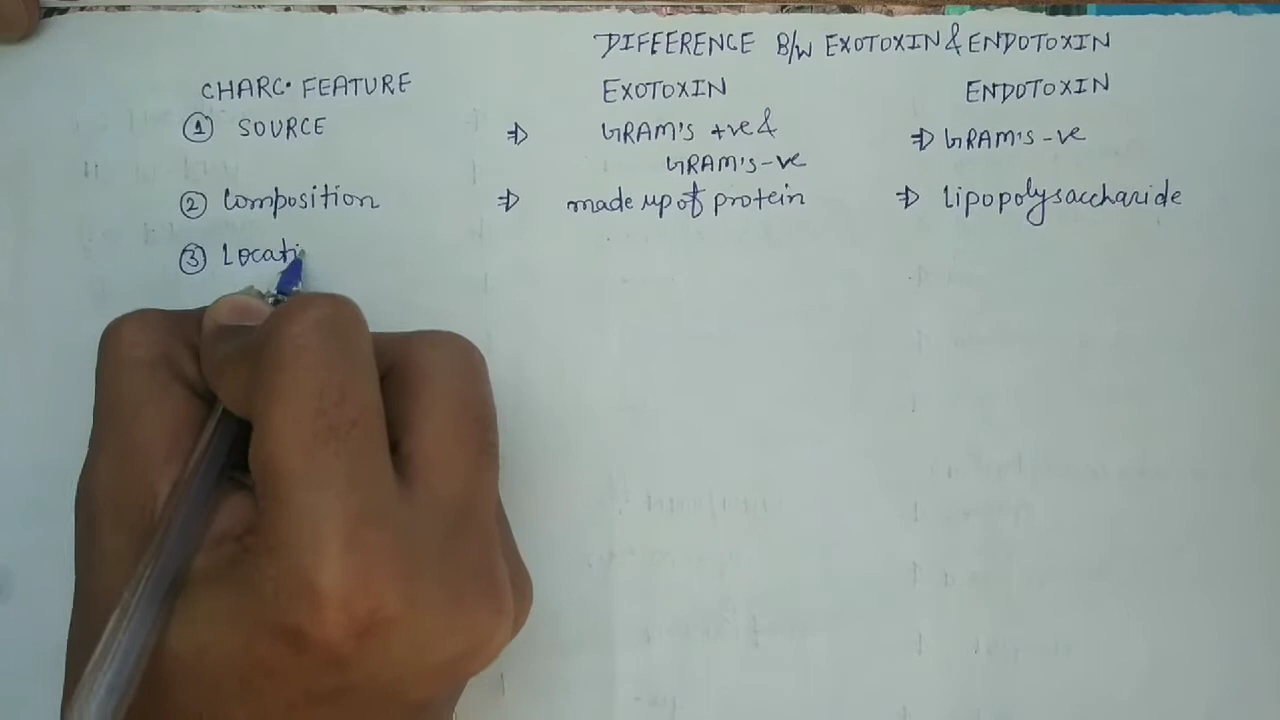 DIFFERENCE B/W EXOTOXIN & ENDOTOXIN
CHARC. FEATURE EXOTOXIN ENDOTOXIN
① SOURCE ⇒ GRAM'S +ve & ⇒ GRAM'S -ve
GRAM'S -ve
② Composition ⇒ made up of protein ⇒ Lipopolysaccharide
③ Locati